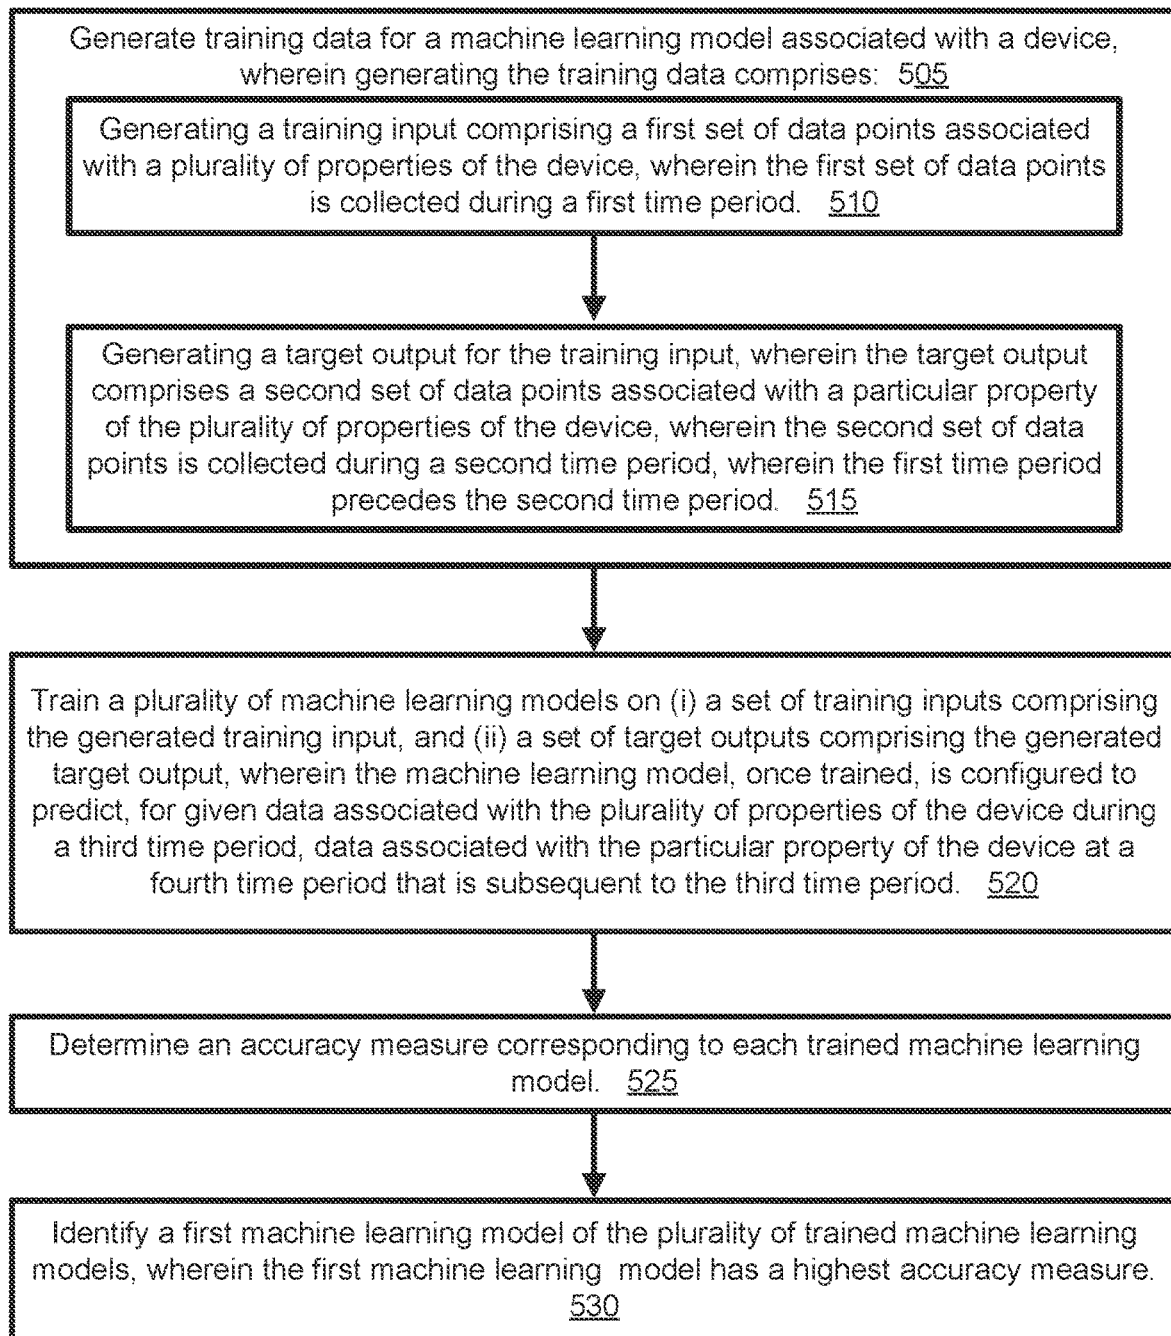 Generate training data for a machine learning model associated with a device,
wherein generating the training data comprises: 505
Generating a training input comprising a first set of data points associated
with a plurality of properties of the device, wherein the first set of data points
is collected during a first time period. 510
Generating a target output for the training input, wherein the target output
comprises a second set of data points associated with a particular property
of the plurality of properties of the device, wherein the second set of data
points is collected during a second time period, wherein the first time period
precedes the second time period. 515
Train a plurality of machine learning models on (i) a set of training inputs comprising
the generated training input, and (ii) a set of target outputs comprising the generated
target output, wherein the machine learning model, once trained, is configured to
predict, for given data associated with the plurality of properties of the device during
a third time period, data associated with the particular property of the device at a
fourth time period that is subsequent to the third time period. 520
Determine an accuracy measure corresponding to each trained machine learning
model. 525
Identify a first machine learning model of the plurality of trained machine learning
models, wherein the first machine learning model has a highest accuracy measure.
530